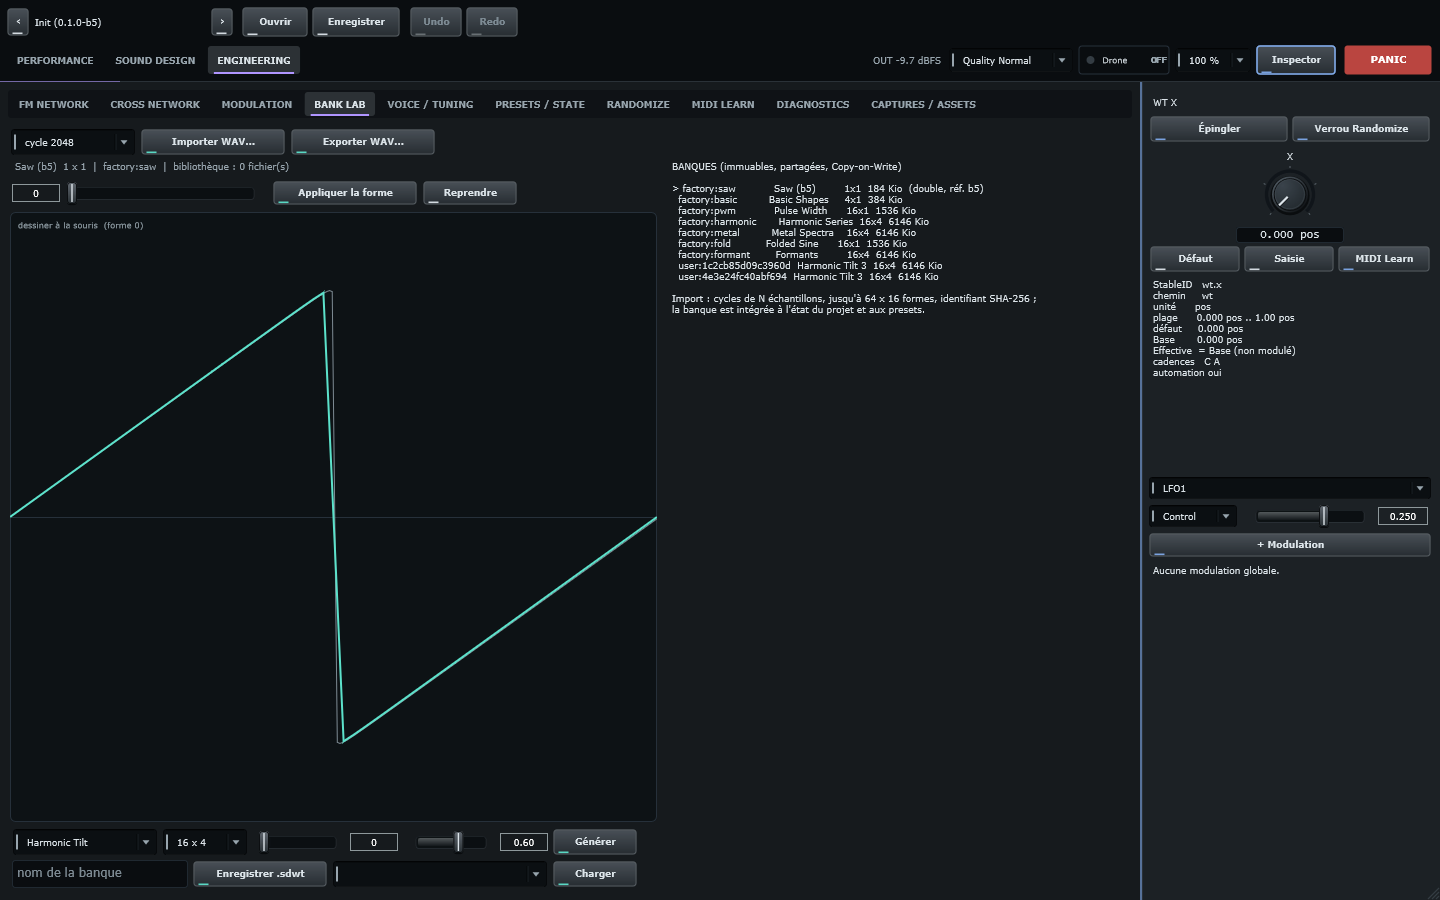 < Init (0.1.0-b5) > Ouvrir Enregistrer Undo Redo
PERFORMANCE SOUND DESIGN ENGINEERING OUT -9.7 dBFS Quality Normal Drone OFF 100 % Inspector PANIC
FM NETWORK CROSS NETWORK MODULATION BANK LAB VOICE / TUNING PRESETS / STATE RANDOMIZE MIDI LEARN DIAGNOSTICS CAPTURES / ASSETS
cycle 2048 Importer WAV... Exporter WAV...
Saw (b5) 1 x 1 | factory:saw | bibliothèque : 0 fichier(s)
0 Appliquer la forme Reprendre
dessiner à la souris (forme 0)
Harmonic Tilt 16 x 4 0 0.60 Générer
nom de la banque Enregistrer .sdwt Charger
BANQUES (immuables, partagées, Copy-on-Write)
> factory:saw Saw (b5) 1x1 184 Kio (double, réf. b5)
factory:basic Basic Shapes 4x1 384 Kio
factory:pwm Pulse Width 16x1 1536 Kio
factory:harmonic Harmonic Series 16x4 6146 Kio
factory:metal Metal Spectra 16x4 6146 Kio
factory:fold Folded Sine 16x1 1536 Kio
factory:formant Formants 16x4 6146 Kio
user:1c2cb85d09c3960d Harmonic Tilt 3 16x4 6146 Kio
user:4e3e24fc40abf694 Harmonic Tilt 3 16x4 6146 Kio
Import : cycles de N échantillons, jusqu'à 64 x 16 formes, identifiant SHA-256 ;
la banque est intégrée à l'état du projet et aux presets.
WT X
Épingler Verrou Randomize
X
0.000 pos
Défaut Saisie MIDI Learn
StableID wt.x
chemin wt
unité pos
plage 0.000 pos .. 1.00 pos
défaut 0.000 pos
Base 0.000 pos
Effective = Base (non modulé)
cadences C A
automation oui
LFO1
Control 0.250
+ Modulation
Aucune modulation globale.